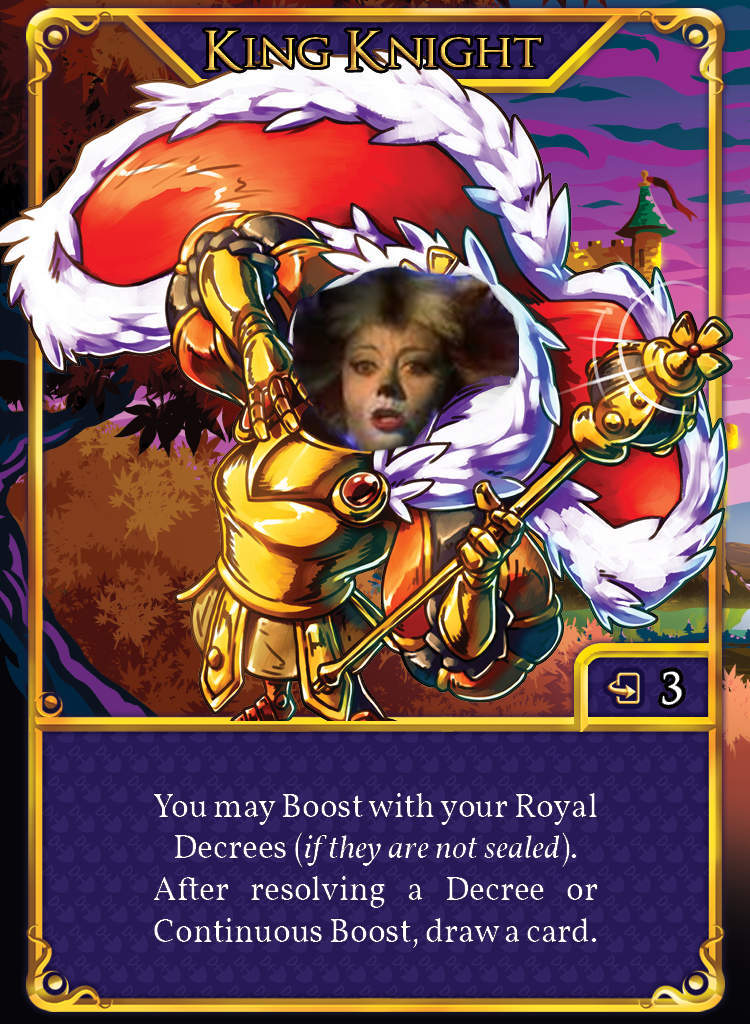 King Knight
3
You may Boost with your Royal
Decrees (if they are not sealed).
After resolving a Decree or
Continuous Boost, draw a card.